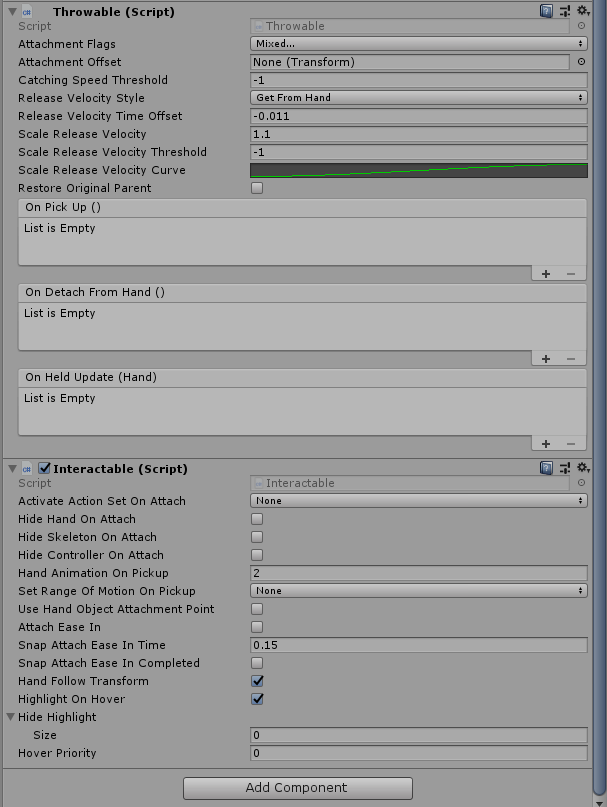 Throwable (Script)
Script Throwable
Attachment Flags Mixed...
Attachment Offset None (Transform)
Catching Speed Threshold -1
Release Velocity Style Get From Hand
Release Velocity Time Offset -0.011
Scale Release Velocity 1.1
Scale Release Velocity Threshold -1
Scale Release Velocity Curve
Restore Original Parent
On Pick Up ()
List is Empty
+ −
On Detach From Hand ()
List is Empty
+ −
On Held Update (Hand)
List is Empty
+ −
Interactable (Script)
Script Interactable
Activate Action Set On Attach None
Hide Hand On Attach
Hide Skeleton On Attach
Hide Controller On Attach
Hand Animation On Pickup 2
Set Range Of Motion On Pickup None
Use Hand Object Attachment Point
Attach Ease In
Snap Attach Ease In Time 0.15
Snap Attach Ease In Completed
Hand Follow Transform
Highlight On Hover
Hide Highlight
Size 0
Hover Priority 0
Add Component